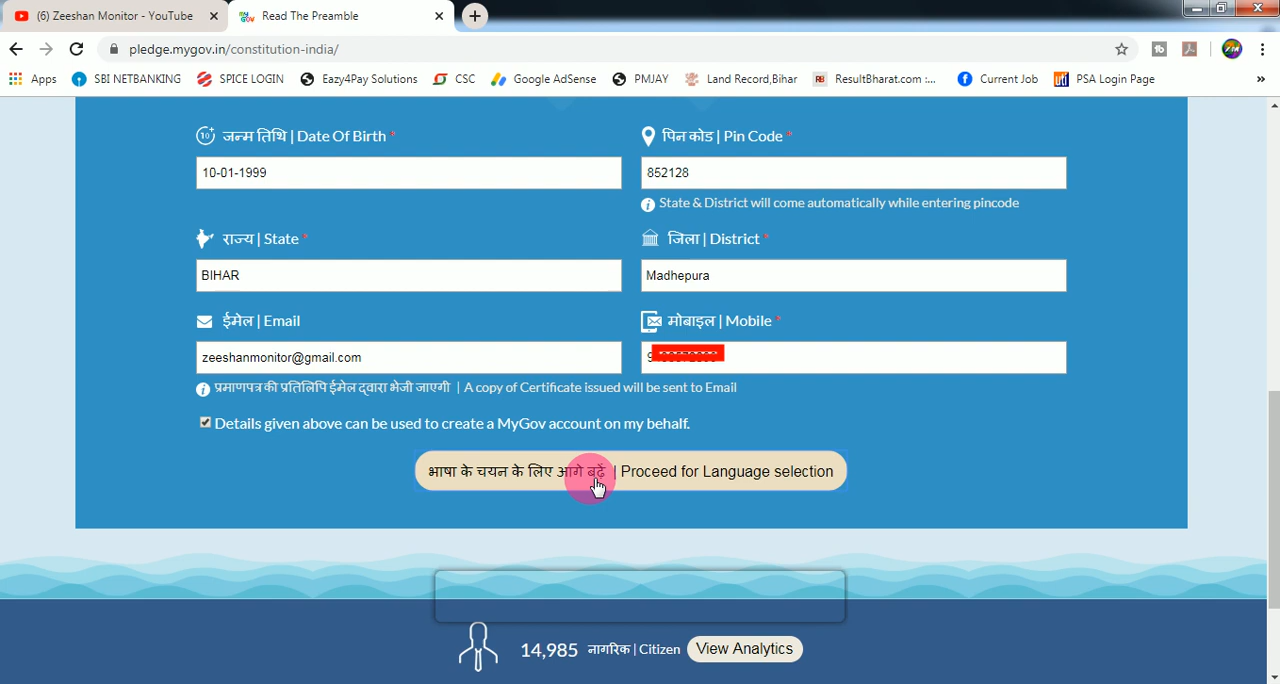 (6) Zeeshan Monitor - YouTube
Read The Preamble
pledge.mygov.in/constitution-india/
Apps SBI NETBANKING SPICE LOGIN Eazy4Pay Solutions CSC Google AdSense PMJAY Land Record,Bihar ResultBharat.com :... Current Job PSA Login Page »
जन्म तिथि | Date Of Birth *
पिन कोड | Pin Code *
10-01-1999
852128
State & District will come automatically while entering pincode
राज्य | State *
जिला | District *
BIHAR
Madhepura
ईमेल | Email
मोबाइल | Mobile *
zeeshanmonitor@gmail.com
प्रमाणपत्र की प्रतिलिपि ईमेल द्वारा भेजी जाएगी | A copy of Certificate issued will be sent to Email
Details given above can be used to create a MyGov account on my behalf.
भाषा के चयन के लिए आगे बढ़ें | Proceed for Language selection
14,985 नागरिक | Citizen View Analytics